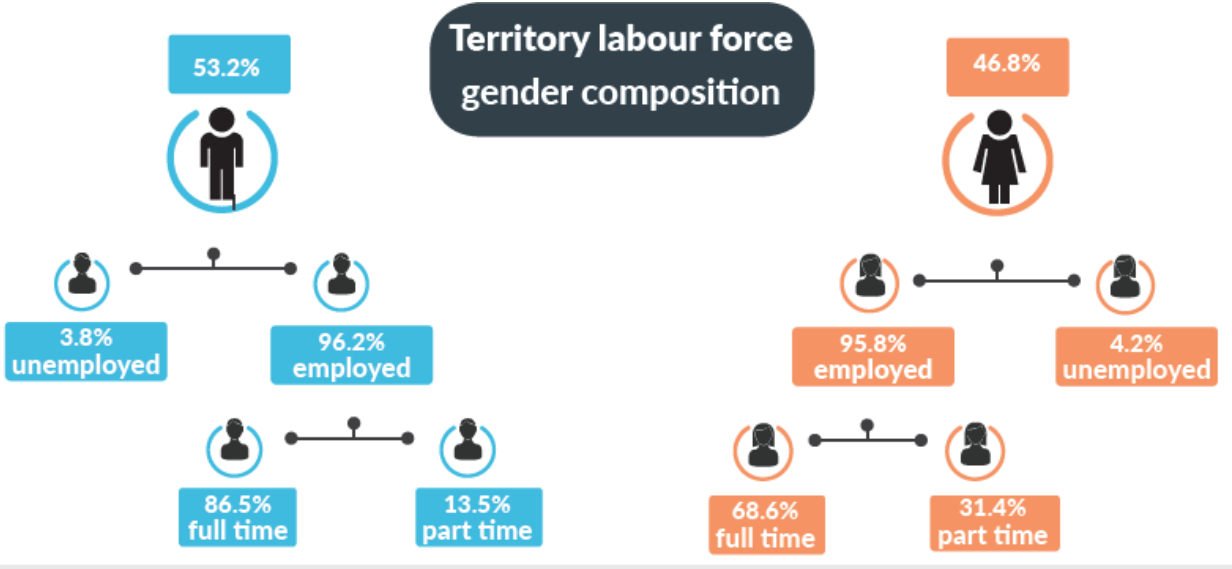 Territory labour force
gender composition
53.2%
46.8%
3.8%
unemployed
96.2%
employed
95.8%
employed
4.2%
unemployed
86.5%
full time
13.5%
part time
68.6%
full time
31.4%
part time